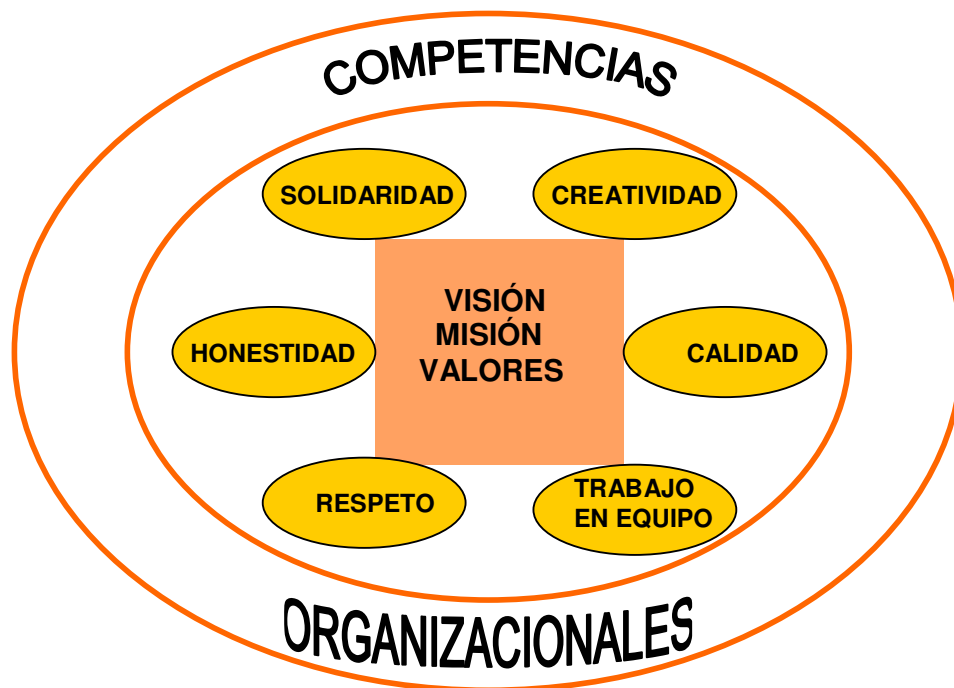 COMPETENCIAS
SOLIDARIDAD
CREATIVIDAD
VISIÓN
MISIÓN
VALORES
HONESTIDAD
CALIDAD
RESPETO
TRABAJO
EN EQUIPO
ORGANIZACIONALES